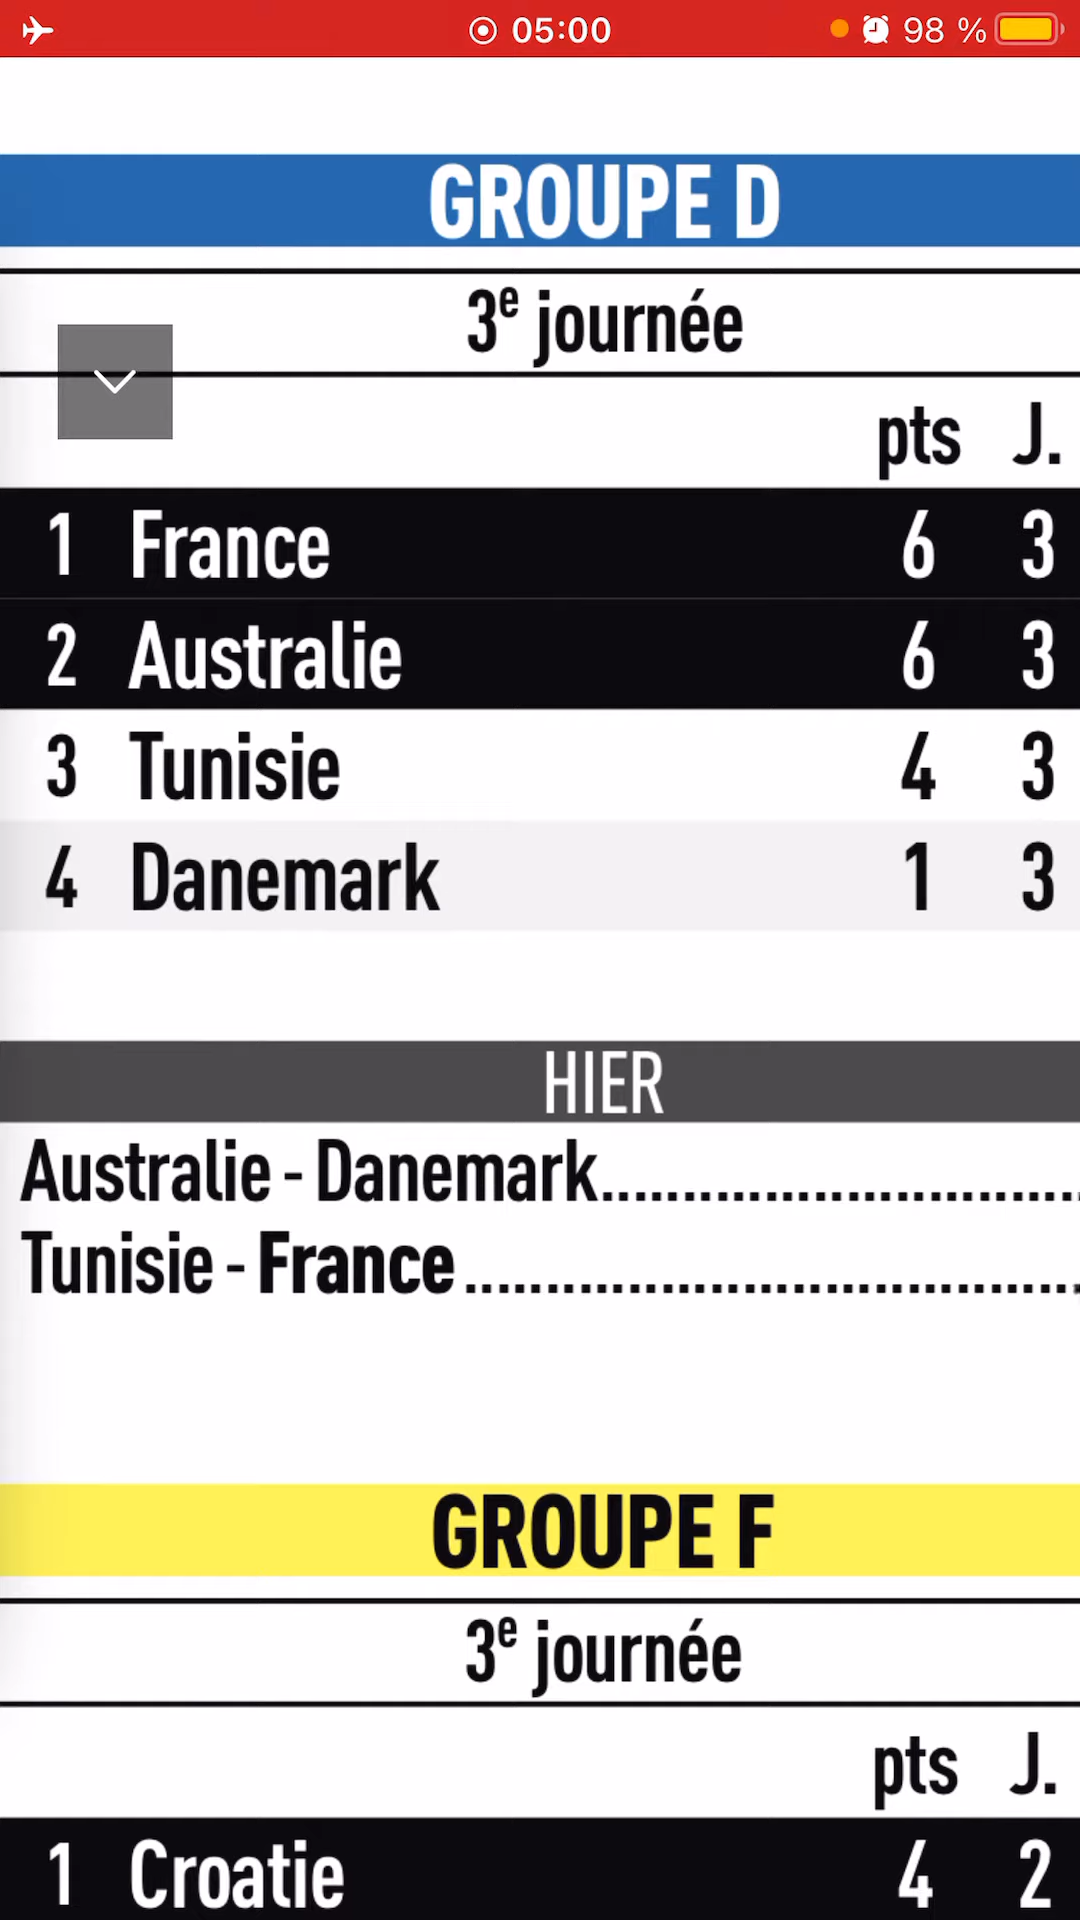 05:00 98 %
GROUPE D
3e journée
pts J.
1 France 6 3
2 Australie 6 3
3 Tunisie 4 3
4 Danemark 1 3
HIER
Australie - Danemark..............................
Tunisie - France......................................
GROUPE F
3e journée
pts J.
1 Croatie 4 2